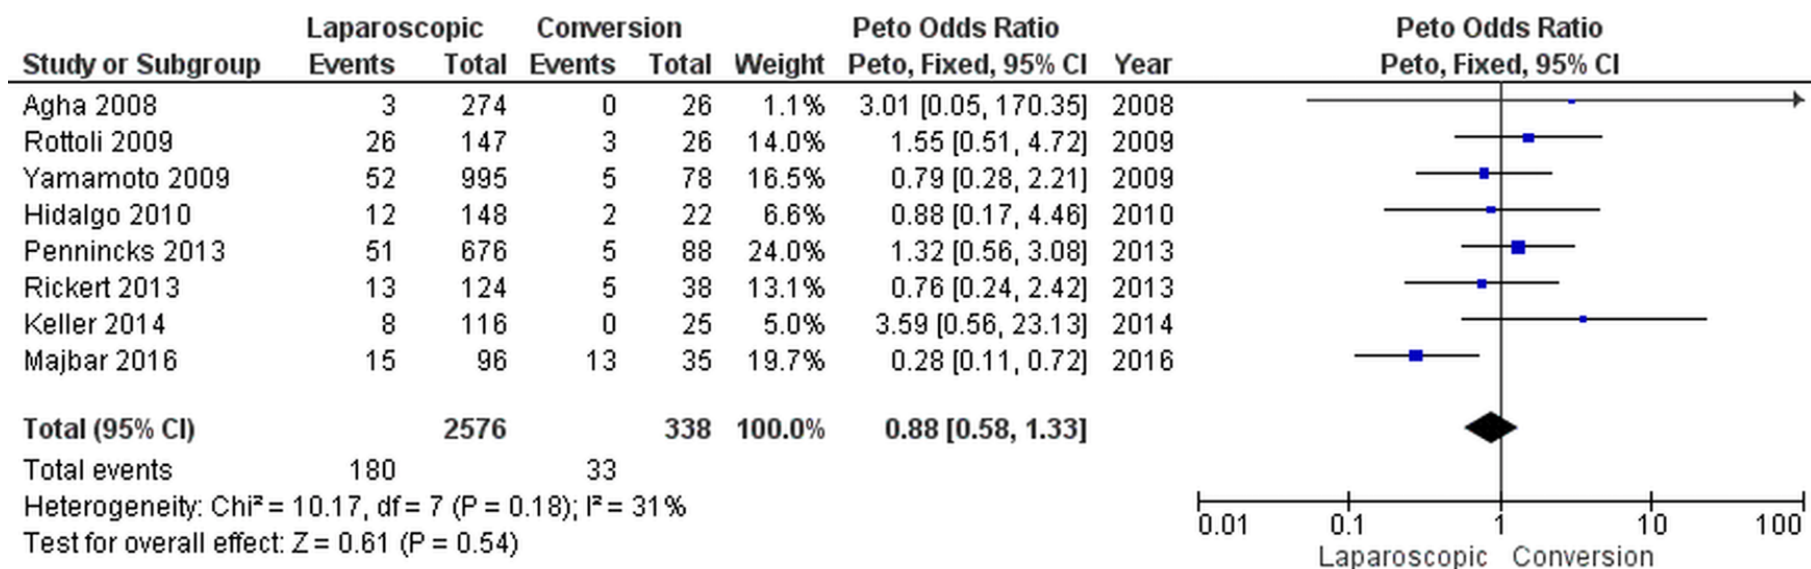 Laparoscopic Conversion Peto Odds Ratio Peto Odds Ratio
Study or Subgroup Events Total Events Total Weight Peto, Fixed, 95% CI Year Peto, Fixed, 95% CI
Agha 2008 3 274 0 26 1.1% 3.01 [0.05, 170.35] 2008
Rottoli 2009 26 147 3 26 14.0% 1.55 [0.51, 4.72] 2009
Yamamoto 2009 52 995 5 78 16.5% 0.79 [0.28, 2.21] 2009
Hidalgo 2010 12 148 2 22 6.6% 0.88 [0.17, 4.46] 2010
Pennincks 2013 51 676 5 88 24.0% 1.32 [0.56, 3.08] 2013
Rickert 2013 13 124 5 38 13.1% 0.76 [0.24, 2.42] 2013
Keller 2014 8 116 0 25 5.0% 3.59 [0.56, 23.13] 2014
Majbar 2016 15 96 13 35 19.7% 0.28 [0.11, 0.72] 2016
Total (95% CI) 2576 338 100.0% 0.88 [0.58, 1.33]
Total events 180 33
Heterogeneity: Chi² = 10.17, df = 7 (P = 0.18); I² = 31%
Test for overall effect: Z = 0.61 (P = 0.54)
0.01 0.1 1 10 100
Laparoscopic Conversion